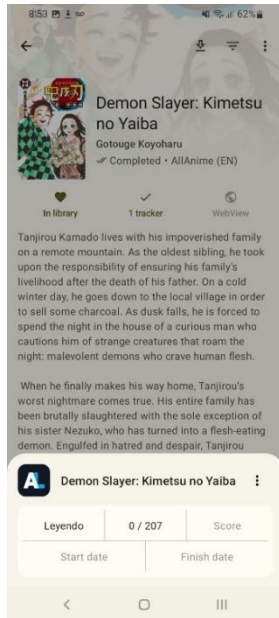 8:53
62%
Demon Slayer: Kimetsu
no Yaiba
Gotouge Koyoharu
Completed • AllAnime (EN)
In library
1 tracker
WebView
Tanjirou Kamado lives with his impoverished family
on a remote mountain. As the oldest sibling, he took
upon the responsibility of ensuring his family's
livelihood after the death of his father. On a cold
winter day, he goes down to the local village in order
to sell some charcoal. As dusk falls, he is forced to
spend the night in the house of a curious man who
cautions him of strange creatures that roam the
night: malevolent demons who crave human flesh.
When he finally makes his way home, Tanjirou's
worst nightmare comes true. His entire family has
been brutally slaughtered with the sole exception of
his sister Nezuko, who has turned into a flesh-eating
demon. Engulfed in hatred and despair, Tanjirou
Demon Slayer: Kimetsu no Yaiba
Leyendo
0 / 207
Score
Start date
Finish date